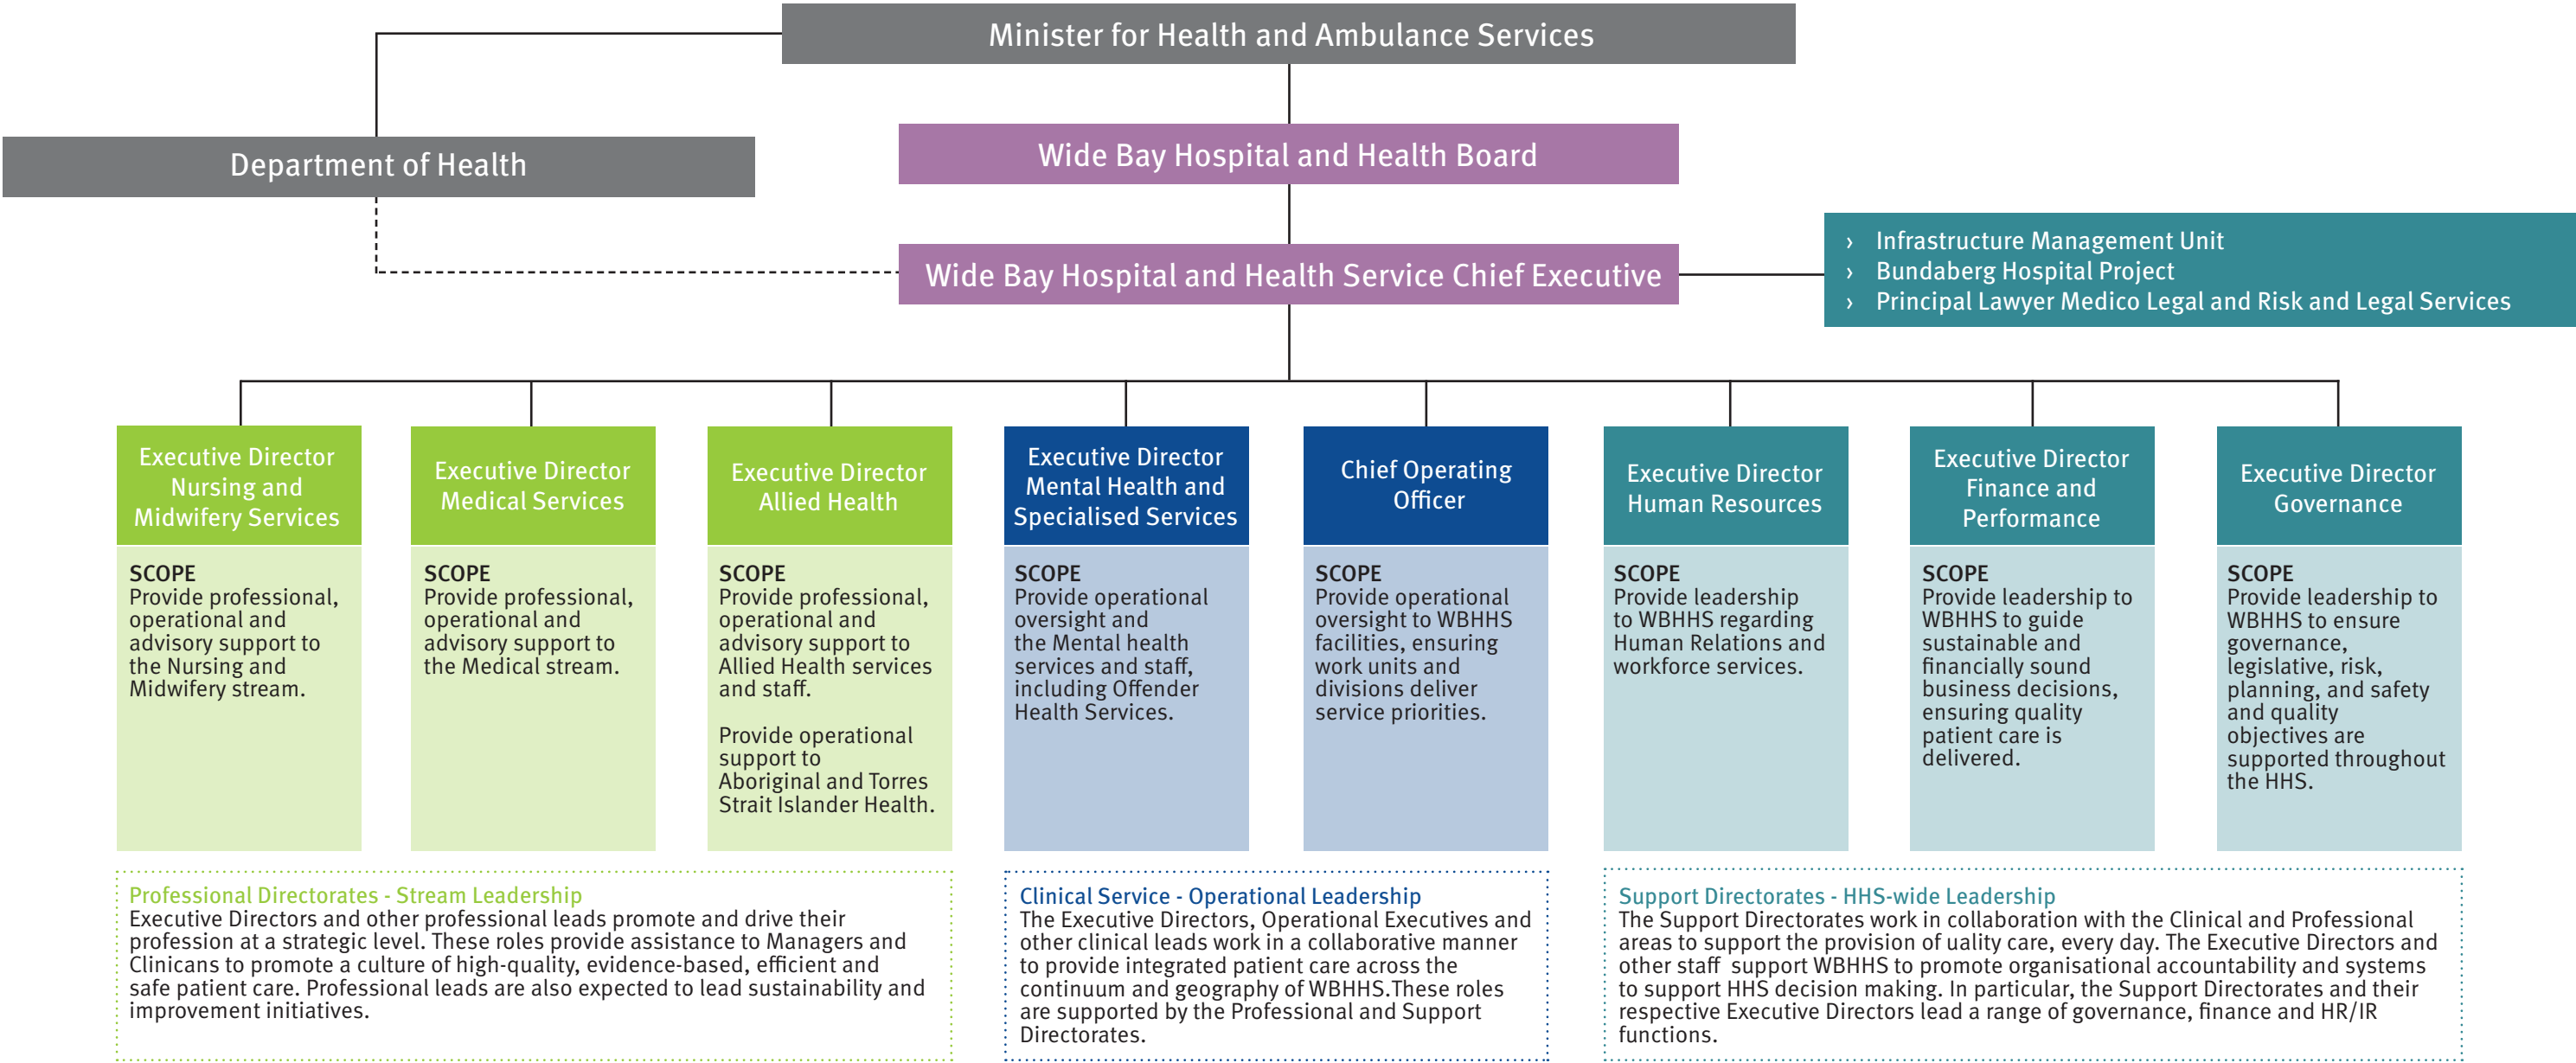 Minister for Health and Ambulance Services
Department of Health
Wide Bay Hospital and Health Board
Wide Bay Hospital and Health Service Chief Executive
› Infrastructure Management Unit
› Bundaberg Hospital Project
› Principal Lawyer Medico Legal and Risk and Legal Services
Executive Director
Nursing and
Midwifery Services
SCOPE
Provide professional,
operational and
advisory support to
the Nursing and
Midwifery stream.
Executive Director
Medical Services
SCOPE
Provide professional,
operational and
advisory support to
the Medical stream.
Executive Director
Allied Health
SCOPE
Provide professional,
operational and
advisory support to
Allied Health services
and staff.
Provide operational
support to
Aboriginal and Torres
Strait Islander Health.
Executive Director
Mental Health and
Specialised Services
SCOPE
Provide operational
oversight and
the Mental health
services and staff,
including Offender
Health Services.
Chief Operating
Officer
SCOPE
Provide operational
oversight to WBHHS
facilities, ensuring
work units and
divisions deliver
service priorities.
Executive Director
Human Resources
SCOPE
Provide leadership
to WBHHS regarding
Human Relations and
workforce services.
Executive Director
Finance and
Performance
SCOPE
Provide leadership to
WBHHS to guide
sustainable and
financially sound
business decisions,
ensuring quality
patient care is
delivered.
Executive Director
Governance
SCOPE
Provide leadership to
WBHHS to ensure
governance,
legislative, risk,
planning, and safety
and quality
objectives are
supported throughout
the HHS.
Professional Directorates - Stream Leadership
Executive Directors and other professional leads promote and drive their
profession at a strategic level. These roles provide assistance to Managers and
Clinicans to promote a culture of high-quality, evidence-based, efficient and
safe patient care. Professional leads are also expected to lead sustainability and
improvement initiatives.
Clinical Service - Operational Leadership
The Executive Directors, Operational Executives and
other clinical leads work in a collaborative manner
to provide integrated patient care across the
continuum and geography of WBHHS.These roles
are supported by the Professional and Support
Directorates.
Support Directorates - HHS-wide Leadership
The Support Directorates work in collaboration with the Clinical and Professional
areas to support the provision of uality care, every day. The Executive Directors and
other staff support WBHHS to promote organisational accountability and systems
to support HHS decision making. In particular, the Support Directorates and their
respective Executive Directors lead a range of governance, finance and HR/IR
functions.